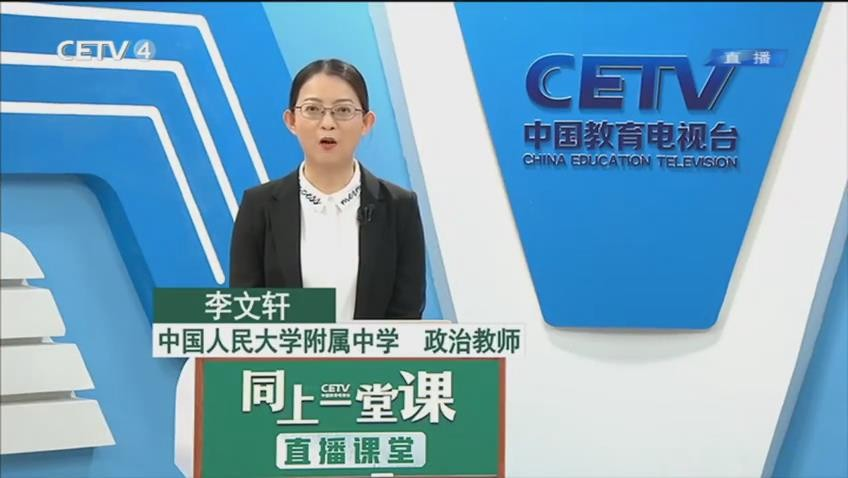 CETV 4
直播
CETV
中国教育电视台
CHINA EDUCATION TELEVISION
李文轩
中国人民大学附属中学 政治教师
CETV
同上一堂课
直播课堂